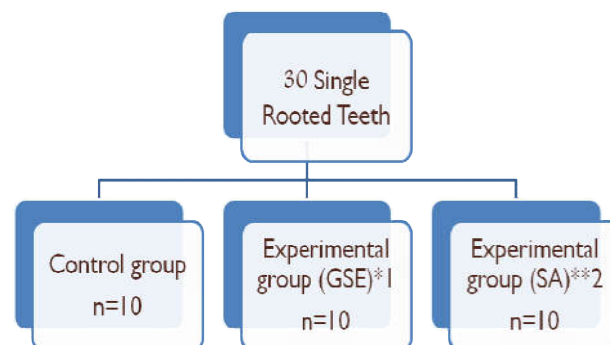 30 Single
Rooted Teeth
Control group
n=10
Experimental
group (GSE)*1
n=10
Experimental
group (SA)**2
n=10